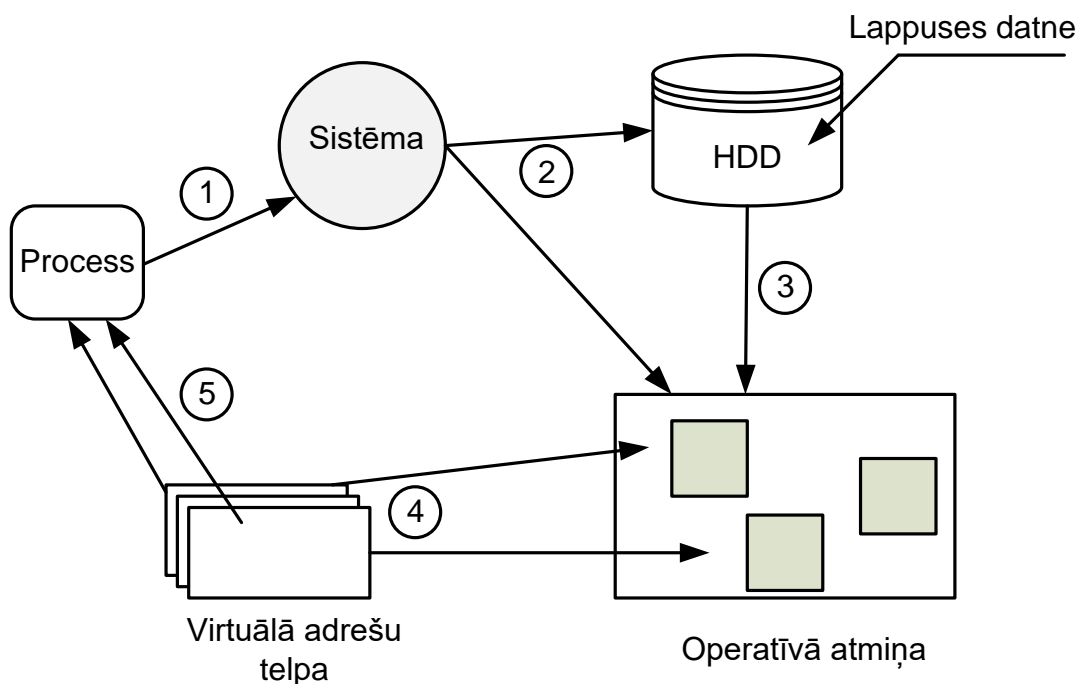 Lappuses datne
Sistēma
HDD
2
1
Process
3
5
4
Virtuālā adrešu
telpa
Operatīvā atmiņa